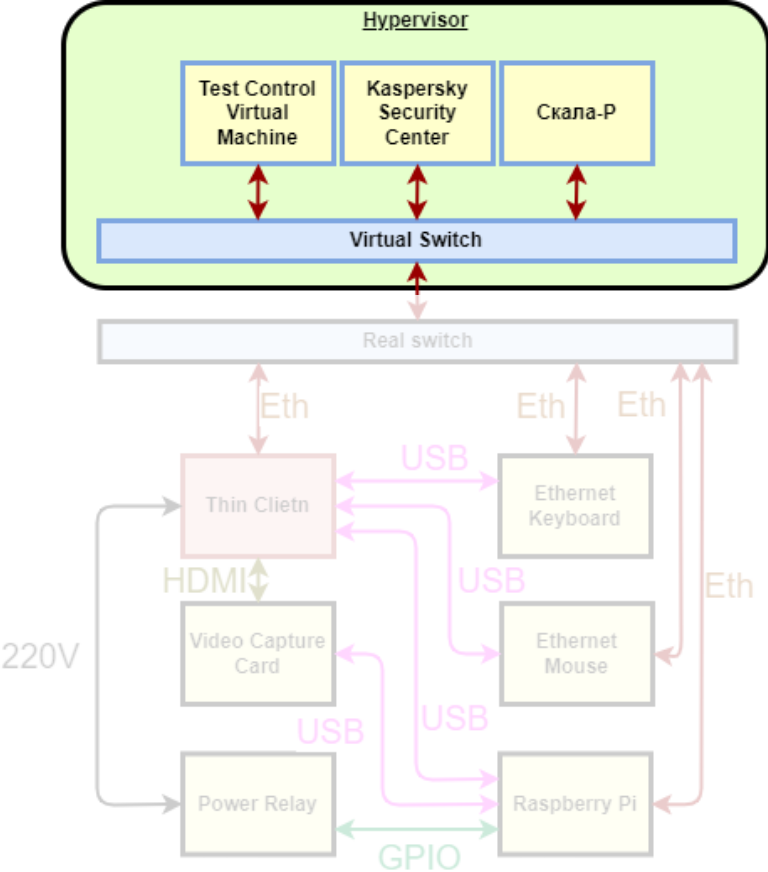 Hypervisor
Test Control
Virtual
Machine
Kaspersky
Security
Center
Скала-Р
Virtual Switch
Real switch
Eth
Eth
Eth
USB
Thin Clietn
Ethernet
Keyboard
HDMI
USB
Eth
220V
Video Capture
Card
Ethernet
Mouse
USB
USB
Power Relay
Raspberry Pi
GPIO